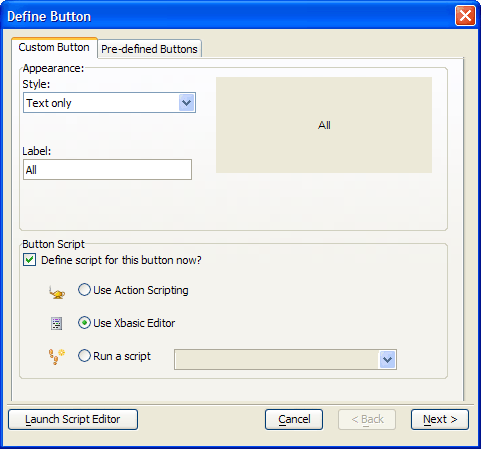 Define Button
Custom Button Pre-defined Buttons
Appearance:
Style:
Text only
All
Label:
All
Button Script
Define script for this button now?
Use Action Scripting
Use Xbasic Editor
Run a script
Launch Script Editor Cancel < Back Next >